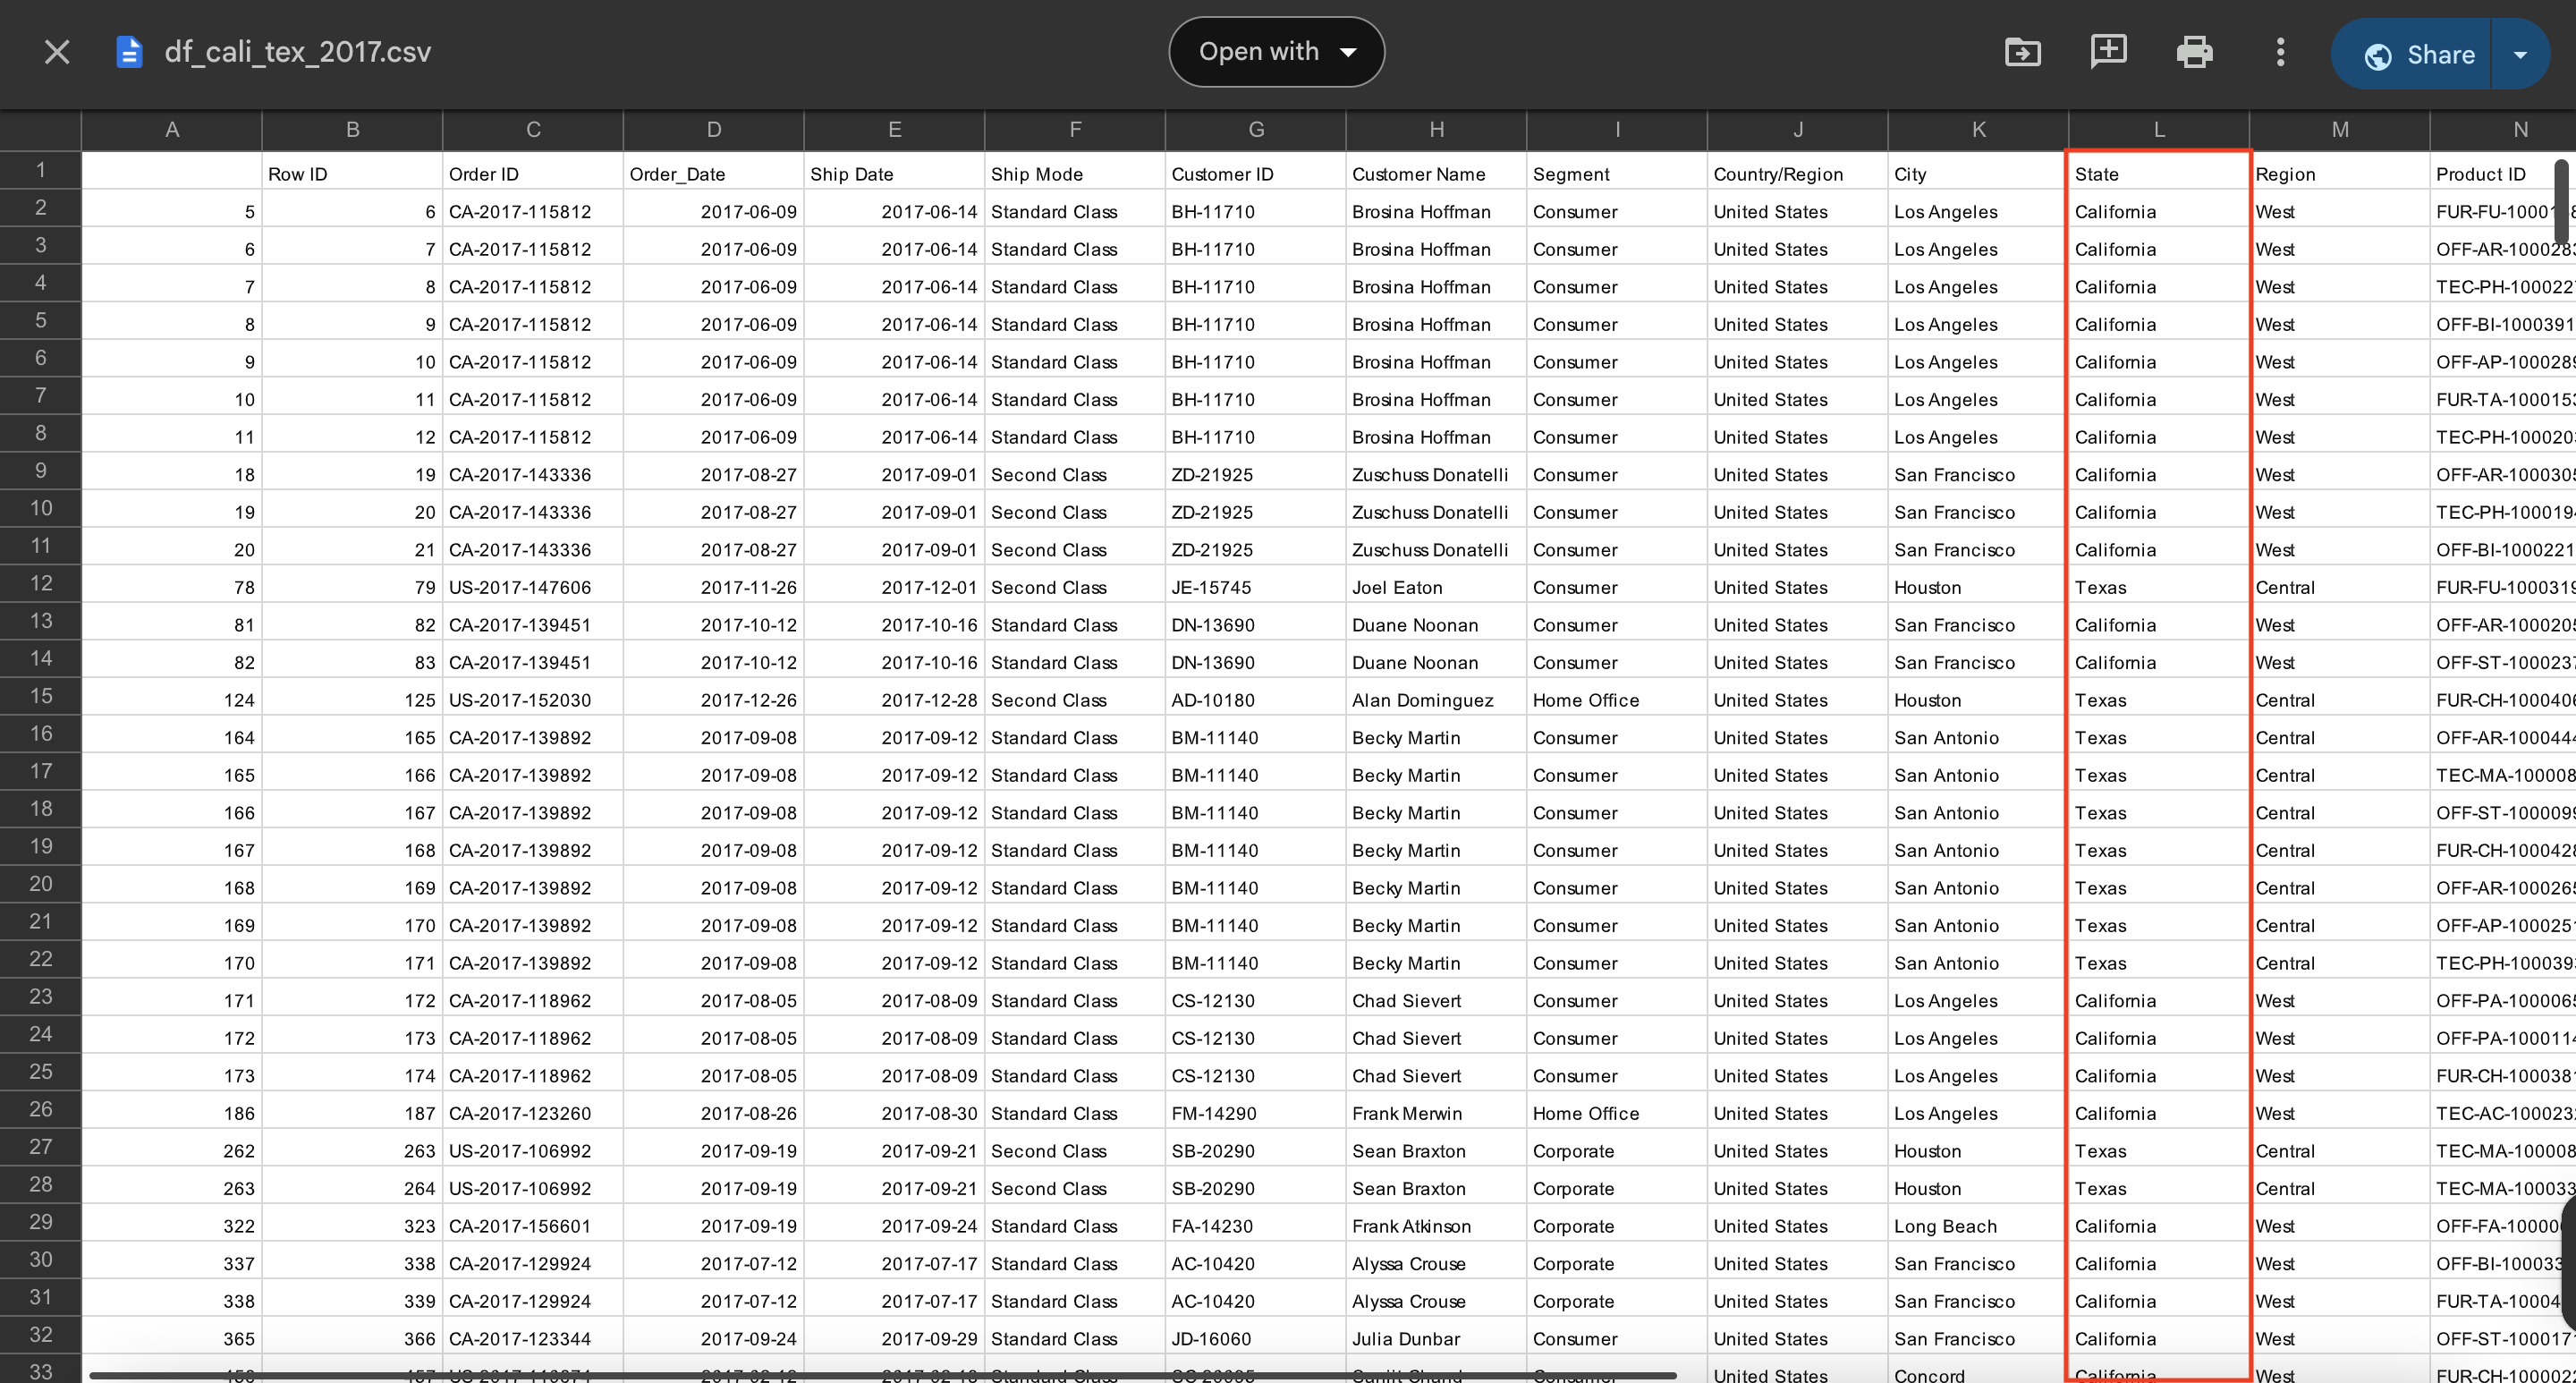 df_cali_tex_2017.csv Open with Share
A B C D E F G H I J K L M N
1 Row ID Order ID Order_Date Ship Date Ship Mode Customer ID Customer Name Segment Country/Region City State Region Product ID
2 5 6 CA-2017-115812 2017-06-09 2017-06-14 Standard Class BH-11710 Brosina Hoffman Consumer United States Los Angeles California West
3 6 7 CA-2017-115812 2017-06-09 2017-06-14 Standard Class BH-11710 Brosina Hoffman Consumer United States Los Angeles California West OFF-AR-100028
4 7 8 CA-2017-115812 2017-06-09 2017-06-14 Standard Class BH-11710 Brosina Hoffman Consumer United States Los Angeles California West TEC-PH-100022
5 8 9 CA-2017-115812 2017-06-09 2017-06-14 Standard Class BH-11710 Brosina Hoffman Consumer United States Los Angeles California West OFF-BI-1000391
6 9 10 CA-2017-115812 2017-06-09 2017-06-14 Standard Class BH-11710 Brosina Hoffman Consumer United States Los Angeles California West OFF-AP-100028
7 10 11 CA-2017-115812 2017-06-09 2017-06-14 Standard Class BH-11710 Brosina Hoffman Consumer United States Los Angeles California West FUR-TA-100015
8 11 12 CA-2017-115812 2017-06-09 2017-06-14 Standard Class BH-11710 Brosina Hoffman Consumer United States Los Angeles California West TEC-PH-100020
9 18 19 CA-2017-143336 2017-08-27 2017-09-01 Second Class ZD-21925 Zuschuss Donatelli Consumer United States San Francisco California West OFF-AR-100030
10 19 20 CA-2017-143336 2017-08-27 2017-09-01 Second Class ZD-21925 Zuschuss Donatelli Consumer United States San Francisco California West TEC-PH-100019
11 20 21 CA-2017-143336 2017-08-27 2017-09-01 Second Class ZD-21925 Zuschuss Donatelli Consumer United States San Francisco California West OFF-BI-1000221
12 78 79 US-2017-147606 2017-11-26 2017-12-01 Second Class JE-15745 Joel Eaton Consumer United States Houston Texas Central FUR-FU-100031
13 81 82 CA-2017-139451 2017-10-12 2017-10-16 Standard Class DN-13690 Duane Noonan Consumer United States San Francisco California West OFF-AR-100020
14 82 83 CA-2017-139451 2017-10-12 2017-10-16 Standard Class DN-13690 Duane Noonan Consumer United States San Francisco California West OFF-ST-100023
15 124 125 US-2017-152030 2017-12-26 2017-12-28 Second Class AD-10180 Alan Dominguez Home Office United States Houston Texas Central FUR-CH-100040
16 164 165 CA-2017-139892 2017-09-08 2017-09-12 Standard Class BM-11140 Becky Martin Consumer United States San Antonio Texas Central OFF-AR-100044
17 165 166 CA-2017-139892 2017-09-08 2017-09-12 Standard Class BM-11140 Becky Martin Consumer United States San Antonio Texas Central TEC-MA-100008
18 166 167 CA-2017-139892 2017-09-08 2017-09-12 Standard Class BM-11140 Becky Martin Consumer United States San Antonio Texas Central OFF-ST-100009
19 167 168 CA-2017-139892 2017-09-08 2017-09-12 Standard Class BM-11140 Becky Martin Consumer United States San Antonio Texas Central FUR-CH-100042
20 168 169 CA-2017-139892 2017-09-08 2017-09-12 Standard Class BM-11140 Becky Martin Consumer United States San Antonio Texas Central OFF-AR-100026
21 169 170 CA-2017-139892 2017-09-08 2017-09-12 Standard Class BM-11140 Becky Martin Consumer United States San Antonio Texas Central OFF-AP-100025
22 170 171 CA-2017-139892 2017-09-08 2017-09-12 Standard Class BM-11140 Becky Martin Consumer United States San Antonio Texas Central TEC-PH-100039
23 171 172 CA-2017-118962 2017-08-05 2017-08-09 Standard Class CS-12130 Chad Sievert Consumer United States Los Angeles California West OFF-PA-100006
24 172 173 CA-2017-118962 2017-08-05 2017-08-09 Standard Class CS-12130 Chad Sievert Consumer United States Los Angeles California West OFF-PA-100011
25 173 174 CA-2017-118962 2017-08-05 2017-08-09 Standard Class CS-12130 Chad Sievert Consumer United States Los Angeles California West FUR-CH-100038
26 186 187 CA-2017-123260 2017-08-26 2017-08-30 Standard Class FM-14290 Frank Merwin Home Office United States Los Angeles California West TEC-AC-100023
27 262 263 US-2017-106992 2017-09-19 2017-09-21 Second Class SB-20290 Sean Braxton Corporate United States Houston Texas Central TEC-MA-100008
28 263 264 US-2017-106992 2017-09-19 2017-09-21 Second Class SB-20290 Sean Braxton Corporate United States Houston Texas Central TEC-MA-100033
29 322 323 CA-2017-156601 2017-09-19 2017-09-24 Standard Class FA-14230 Frank Atkinson Corporate United States Long Beach California West OFF-FA-10000
30 337 338 CA-2017-129924 2017-07-12 2017-07-17 Standard Class AC-10420 Alyssa Crouse Corporate United States San Francisco California West OFF-BI-100033
31 338 339 CA-2017-129924 2017-07-12 2017-07-17 Standard Class AC-10420 Alyssa Crouse Corporate United States San Francisco California West FUR-TA-10004
32 365 366 CA-2017-123344 2017-09-24 2017-09-29 Standard Class JD-16060 Julia Dunbar Consumer United States San Francisco California West OFF-ST-100017
33 United States Concord California West FUR-CH-100002